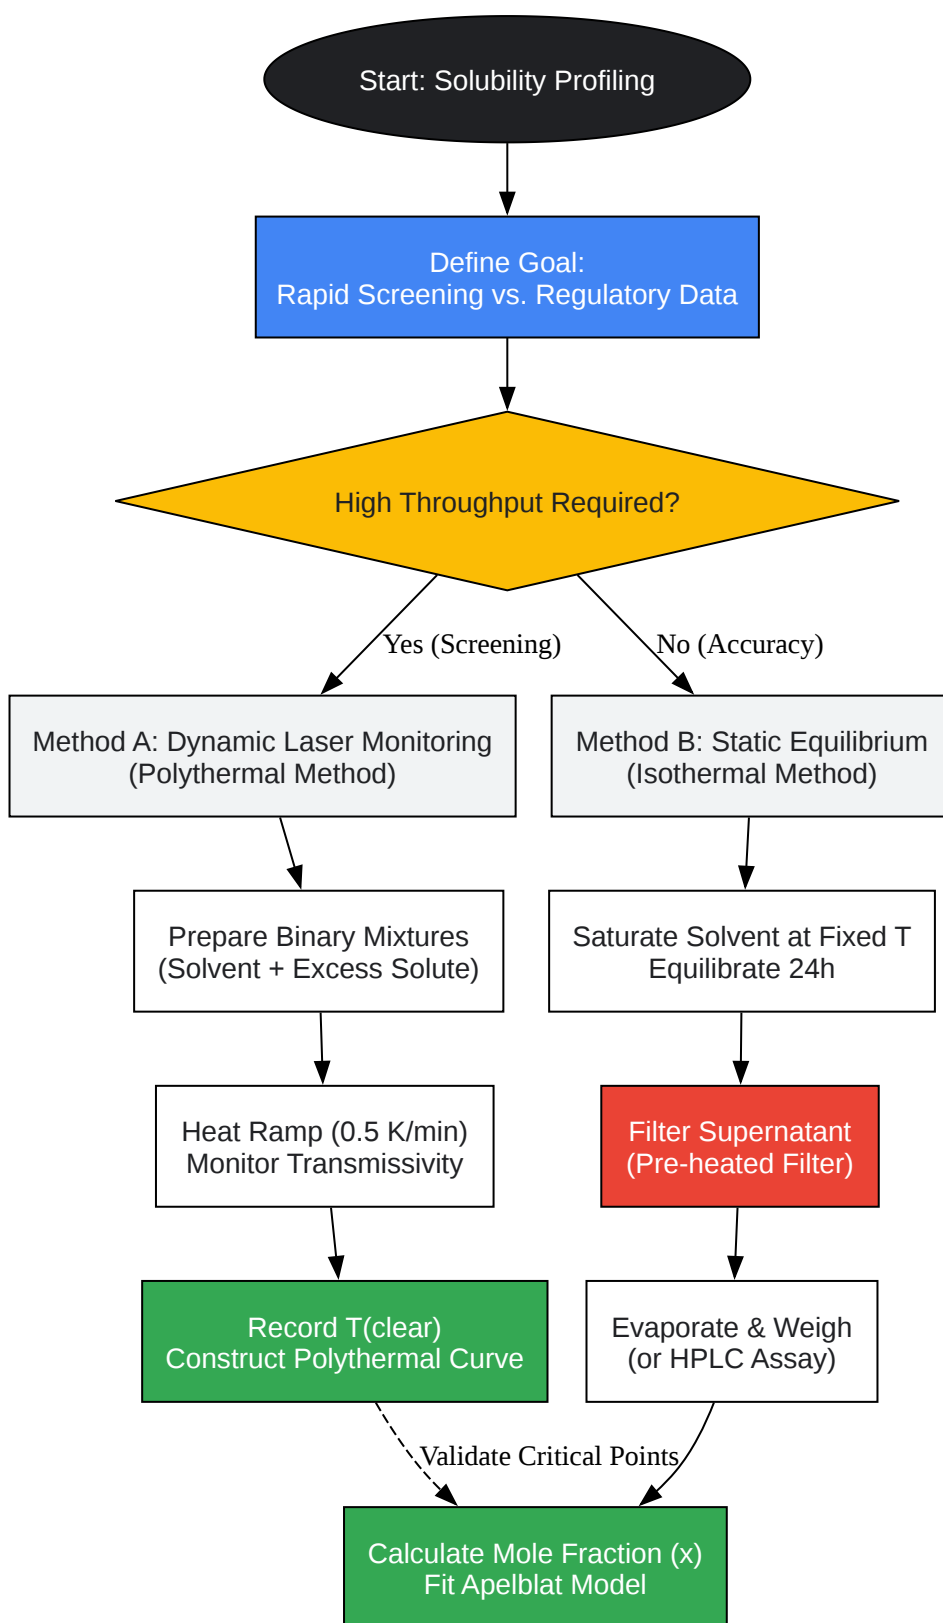 Start: Solubility Profiling
Define Goal:
Rapid Screening vs. Regulatory Data
High Throughput Required?
Yes (Screening)
No (Accuracy)
Method A: Dynamic Laser Monitoring
(Polythermal Method)
Method B: Static Equilibrium
(Isothermal Method)
Prepare Binary Mixtures
(Solvent + Excess Solute)
Saturate Solvent at Fixed T
Equilibrate 24h
Heat Ramp (0.5 K/min)
Monitor Transmissivity
Filter Supernatant
(Pre-heated Filter)
Record T(clear)
Construct Polythermal Curve
Evaporate & Weigh
(or HPLC Assay)
Validate Critical Points
Calculate Mole Fraction (x)
Fit Apelblat Model